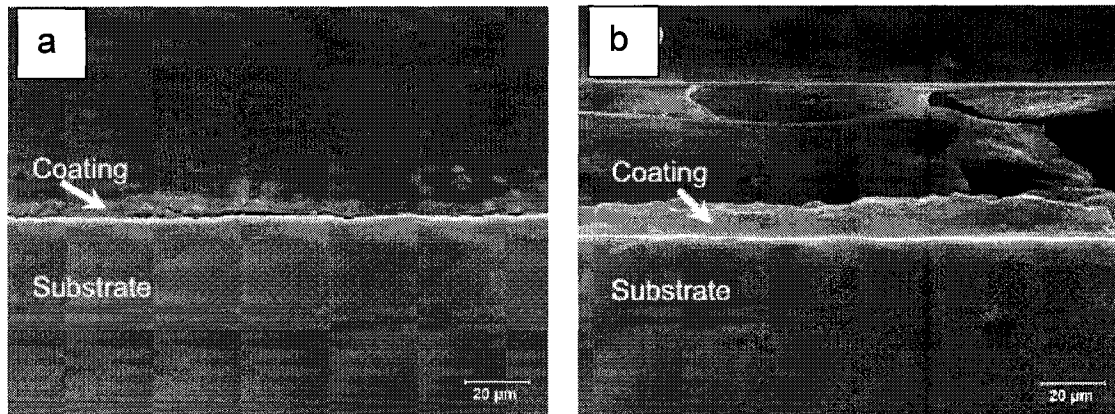 a
Coating
Substrate
20 µm
b
Coating
Substrate
20 µm